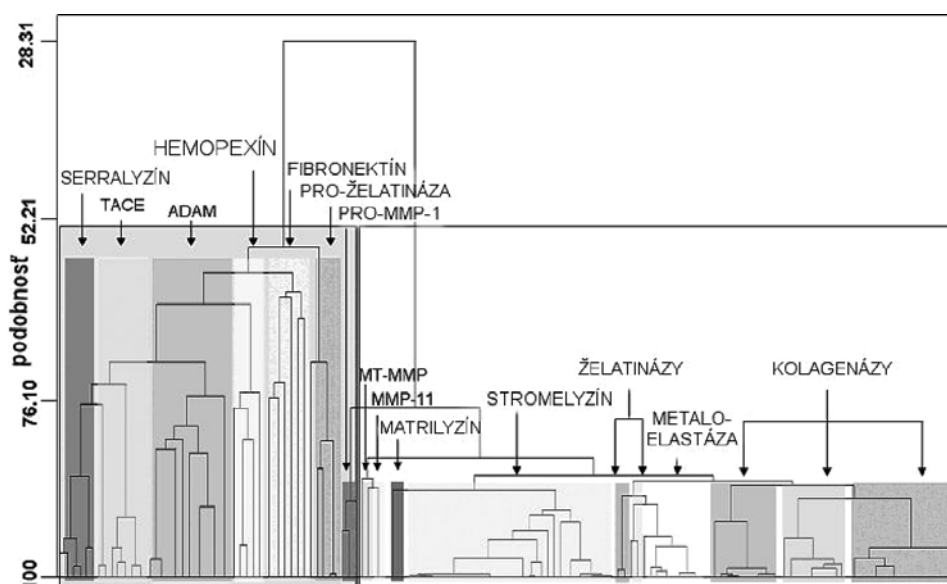 28.31
52.21
76.10
100
podobnosť
HEMOPEXÍN
SERRALYZÍN
TACE
ADAM
FIBRONEKTÍN
PRO-ŽELATINÁZA
PRO-MMP-1
MT-MMP
MMP-11
MATRILYZÍN
STROMELYZÍN
ŽELATINÁZY
METALO-
ELASTÁZA
KOLAGENÁZY